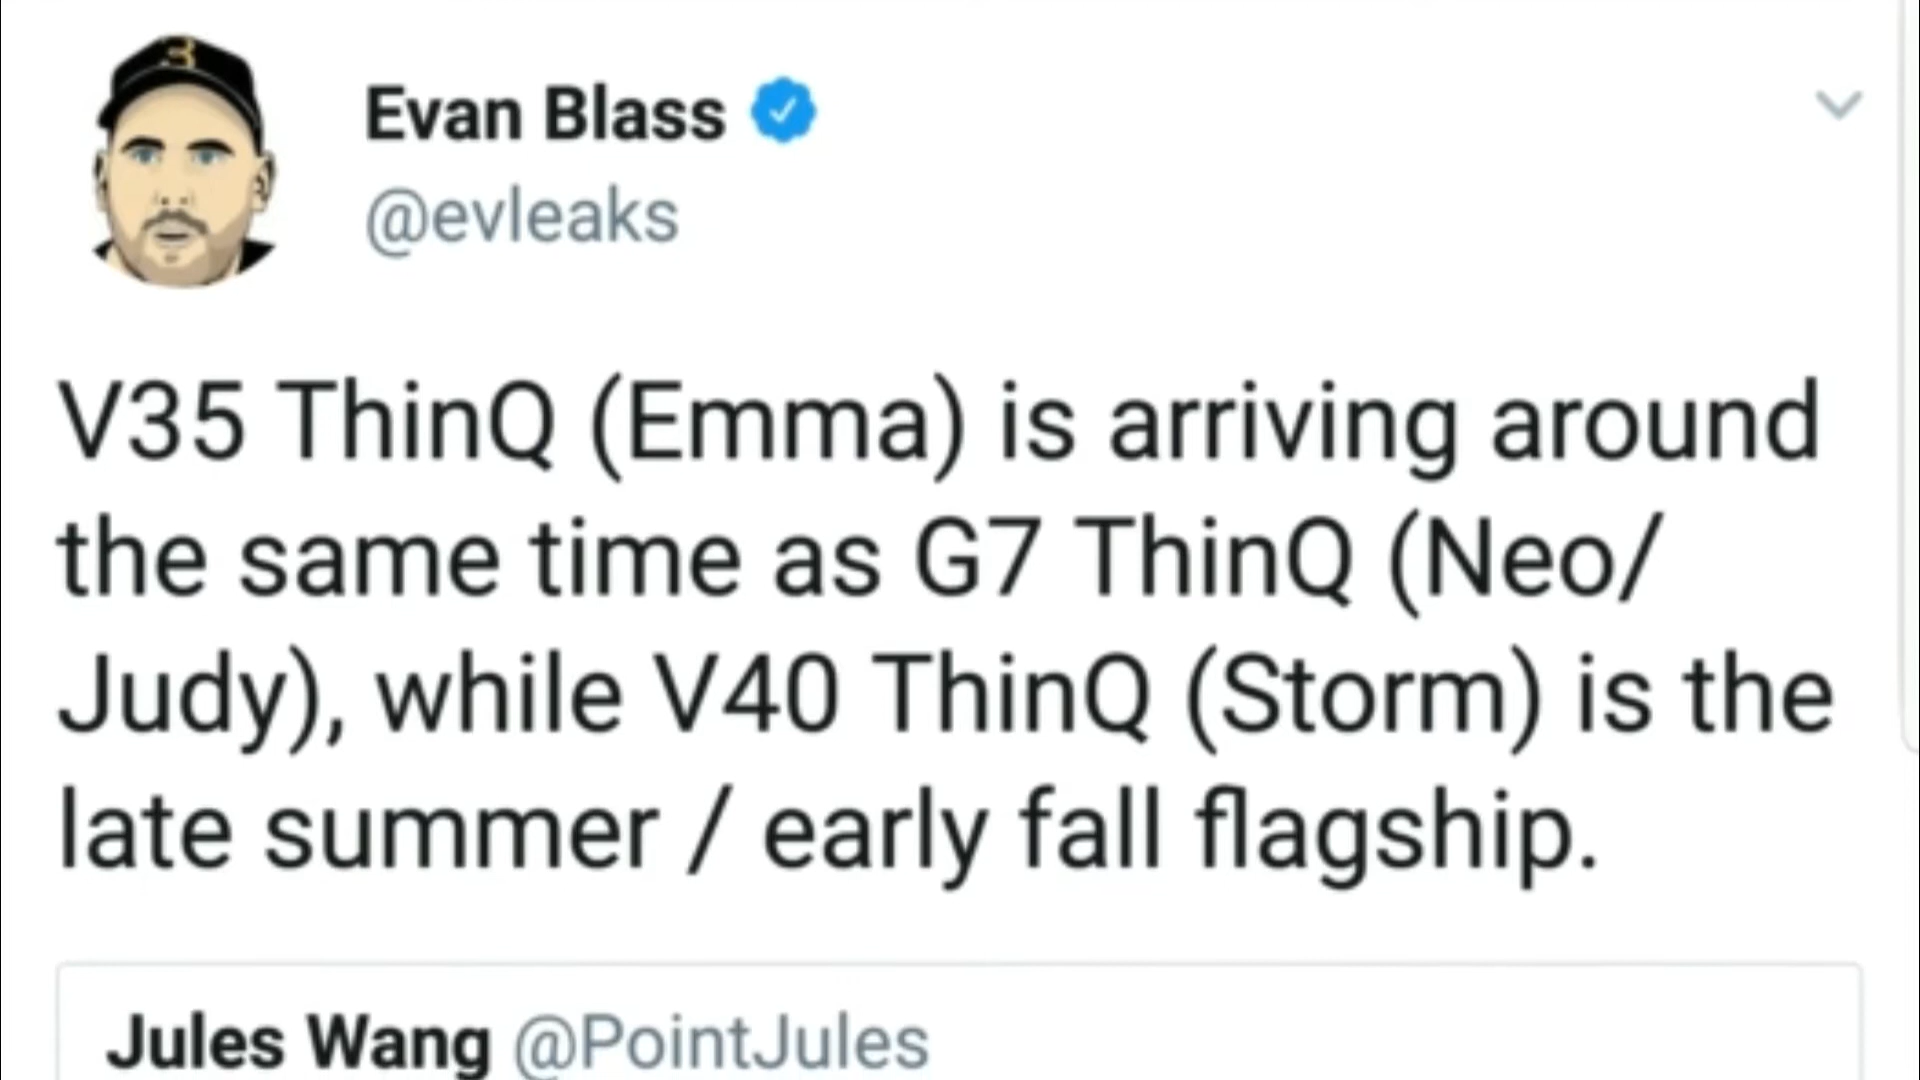 3
Evan Blass
@evleaks
V35 ThinQ (Emma) is arriving around
the same time as G7 ThinQ (Neo/
Judy), while V40 ThinQ (Storm) is the
late summer / early fall flagship.
Jules Wang @PointJules